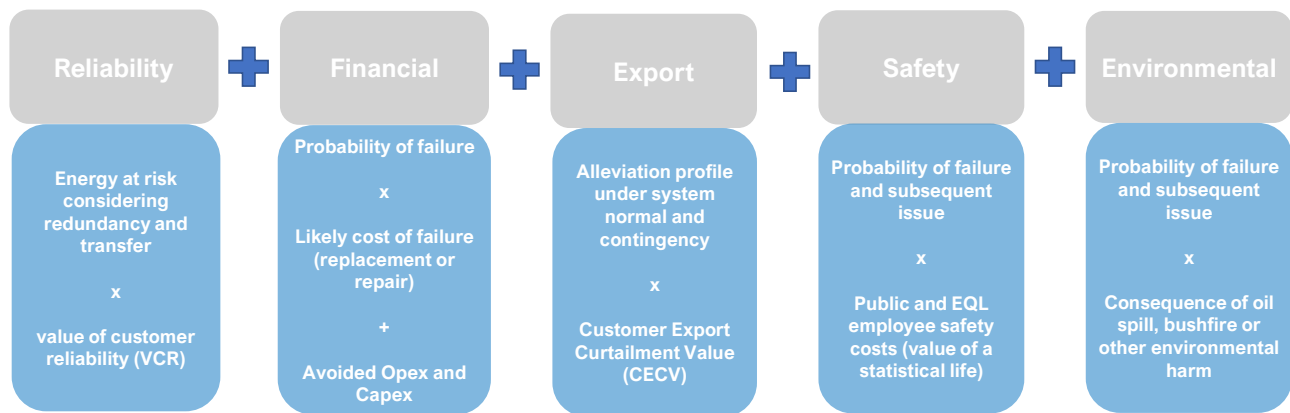 Reliability
Financial
Export
Safety
Environmental
Energy at risk
considering
redundancy and
transfer
x
value of customer
reliability (VCR)
Probability of failure
x
Likely cost of failure
(replacement or
repair)
+
Avoided Opex and
Capex
Alleviation profile
under system
normal and
contingency
x
Customer Export
Curtailment Value
(CECV)
Probability of failure
and subsequent
issue
x
Public and EQL
employee safety
costs (value of a
statistical life)
Probability of failure
and subsequent
issue
x
Consequence of oil
spill, bushfire or
other environmental
harm